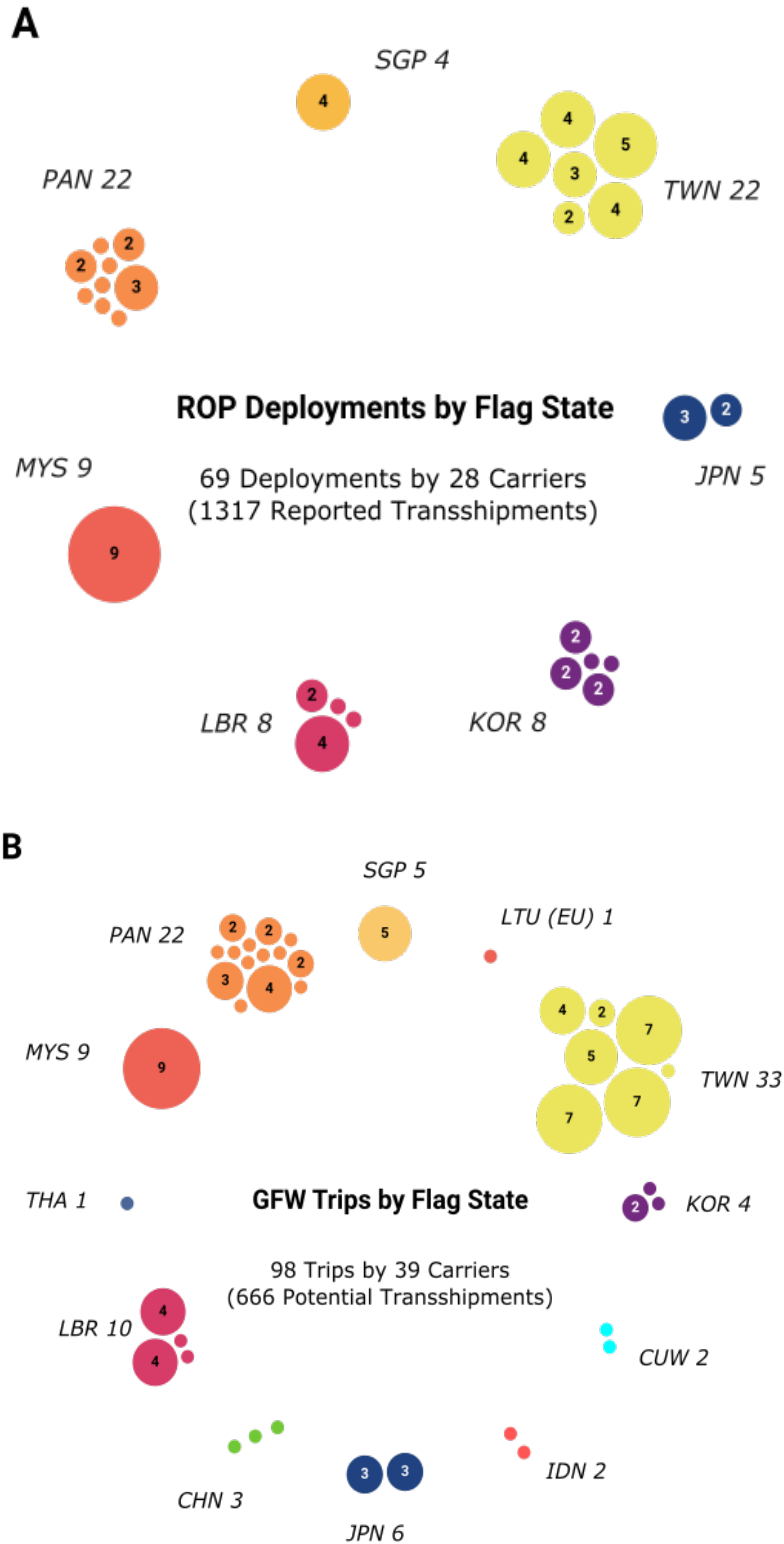 A
SGP 4
4
4
5
4
PAN 22
3
TWN 22
4
2
2
2
3
ROP Deployments by Flag State
3
2
MYS 9
69 Deployments by 28 Carriers
JPN 5
(1317 Reported Transshipments)
9
2
2
2
2
LBR 8
KOR 8
4
B
SGP 5
LTU (EU) 1
PAN 22
2
2
5
2
3
4
4
2
7
MYS 9
9
5
TWN 33
7
7
THA 1
GFW Trips by Flag State
2
KOR 4
98 Trips by 39 Carriers
(666 Potential Transshipments)
4
LBR 10
4
CUW 2
3
3
IDN 2
CHN 3
JPN 6